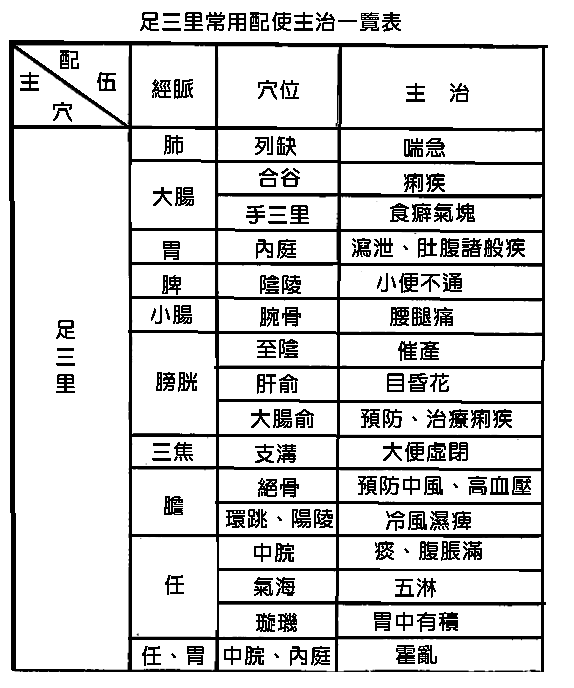 足三里常用配使主治一覽表
配伍 主穴 經脈 穴位 主治
足三里
肺 列缺 喘急
大腸 合谷 痢疾
手三里 食癖氣塊
胃 內庭 瀉泄、肚腹諸般疾
脾 陰陵 小便不通
小腸 腕骨 腰腿痛
膀胱 至陰 催產
肝俞 目昏花
大腸俞 預防、治療痢疾
三焦 支溝 大便虛閉
膽 絕骨 預防中風、高血壓
環跳、陽陵 冷風濕痺
任 中脘 痰、腹脹滿
氣海 五淋
璇璣 胃中有積
任、胃 中脘、內庭 霍亂